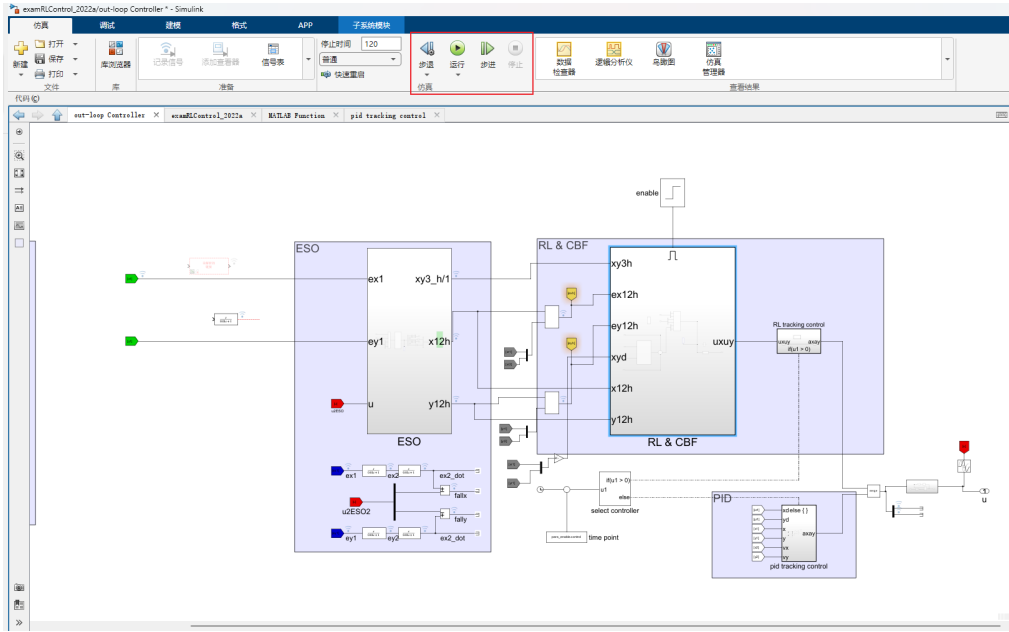 examRLControl_2022a/out-loop Controller * - Simulink
仿真 调试 建模 格式 APP 子系统模块
新建 打开 保存 打印 文件
库浏览器 库
记录信号 添加查看器 信号表 准备
停止时间 120
普通
快速重启
步退 运行 步进 停止
仿真
数据检查器 逻辑分析仪 鸟瞰图 仿真管理器
查看结果
代码(C)
out-loop Controller × examRLControl_2022a × MATLAB Function × pid tracking control ×
enable
ESO
ex1
ey1
u
xy3_h/1
x12h
y12h
ESO
ex1 ex2 ex2_dot
fallx
u2ESO2
fally
ey1 ey2 ex2_dot
RL & CBF
xy3h
ex12h
ey12h
xyd
x12h
y12h
uxuy
RL & CBF
RL tracking control
uxuy axay
if(u1 > 0)
if(u1 > 0)
u1
else
select controller
time point
PID
xdelse { }
yd
x
y
vx
vy
axay
pid tracking control
u